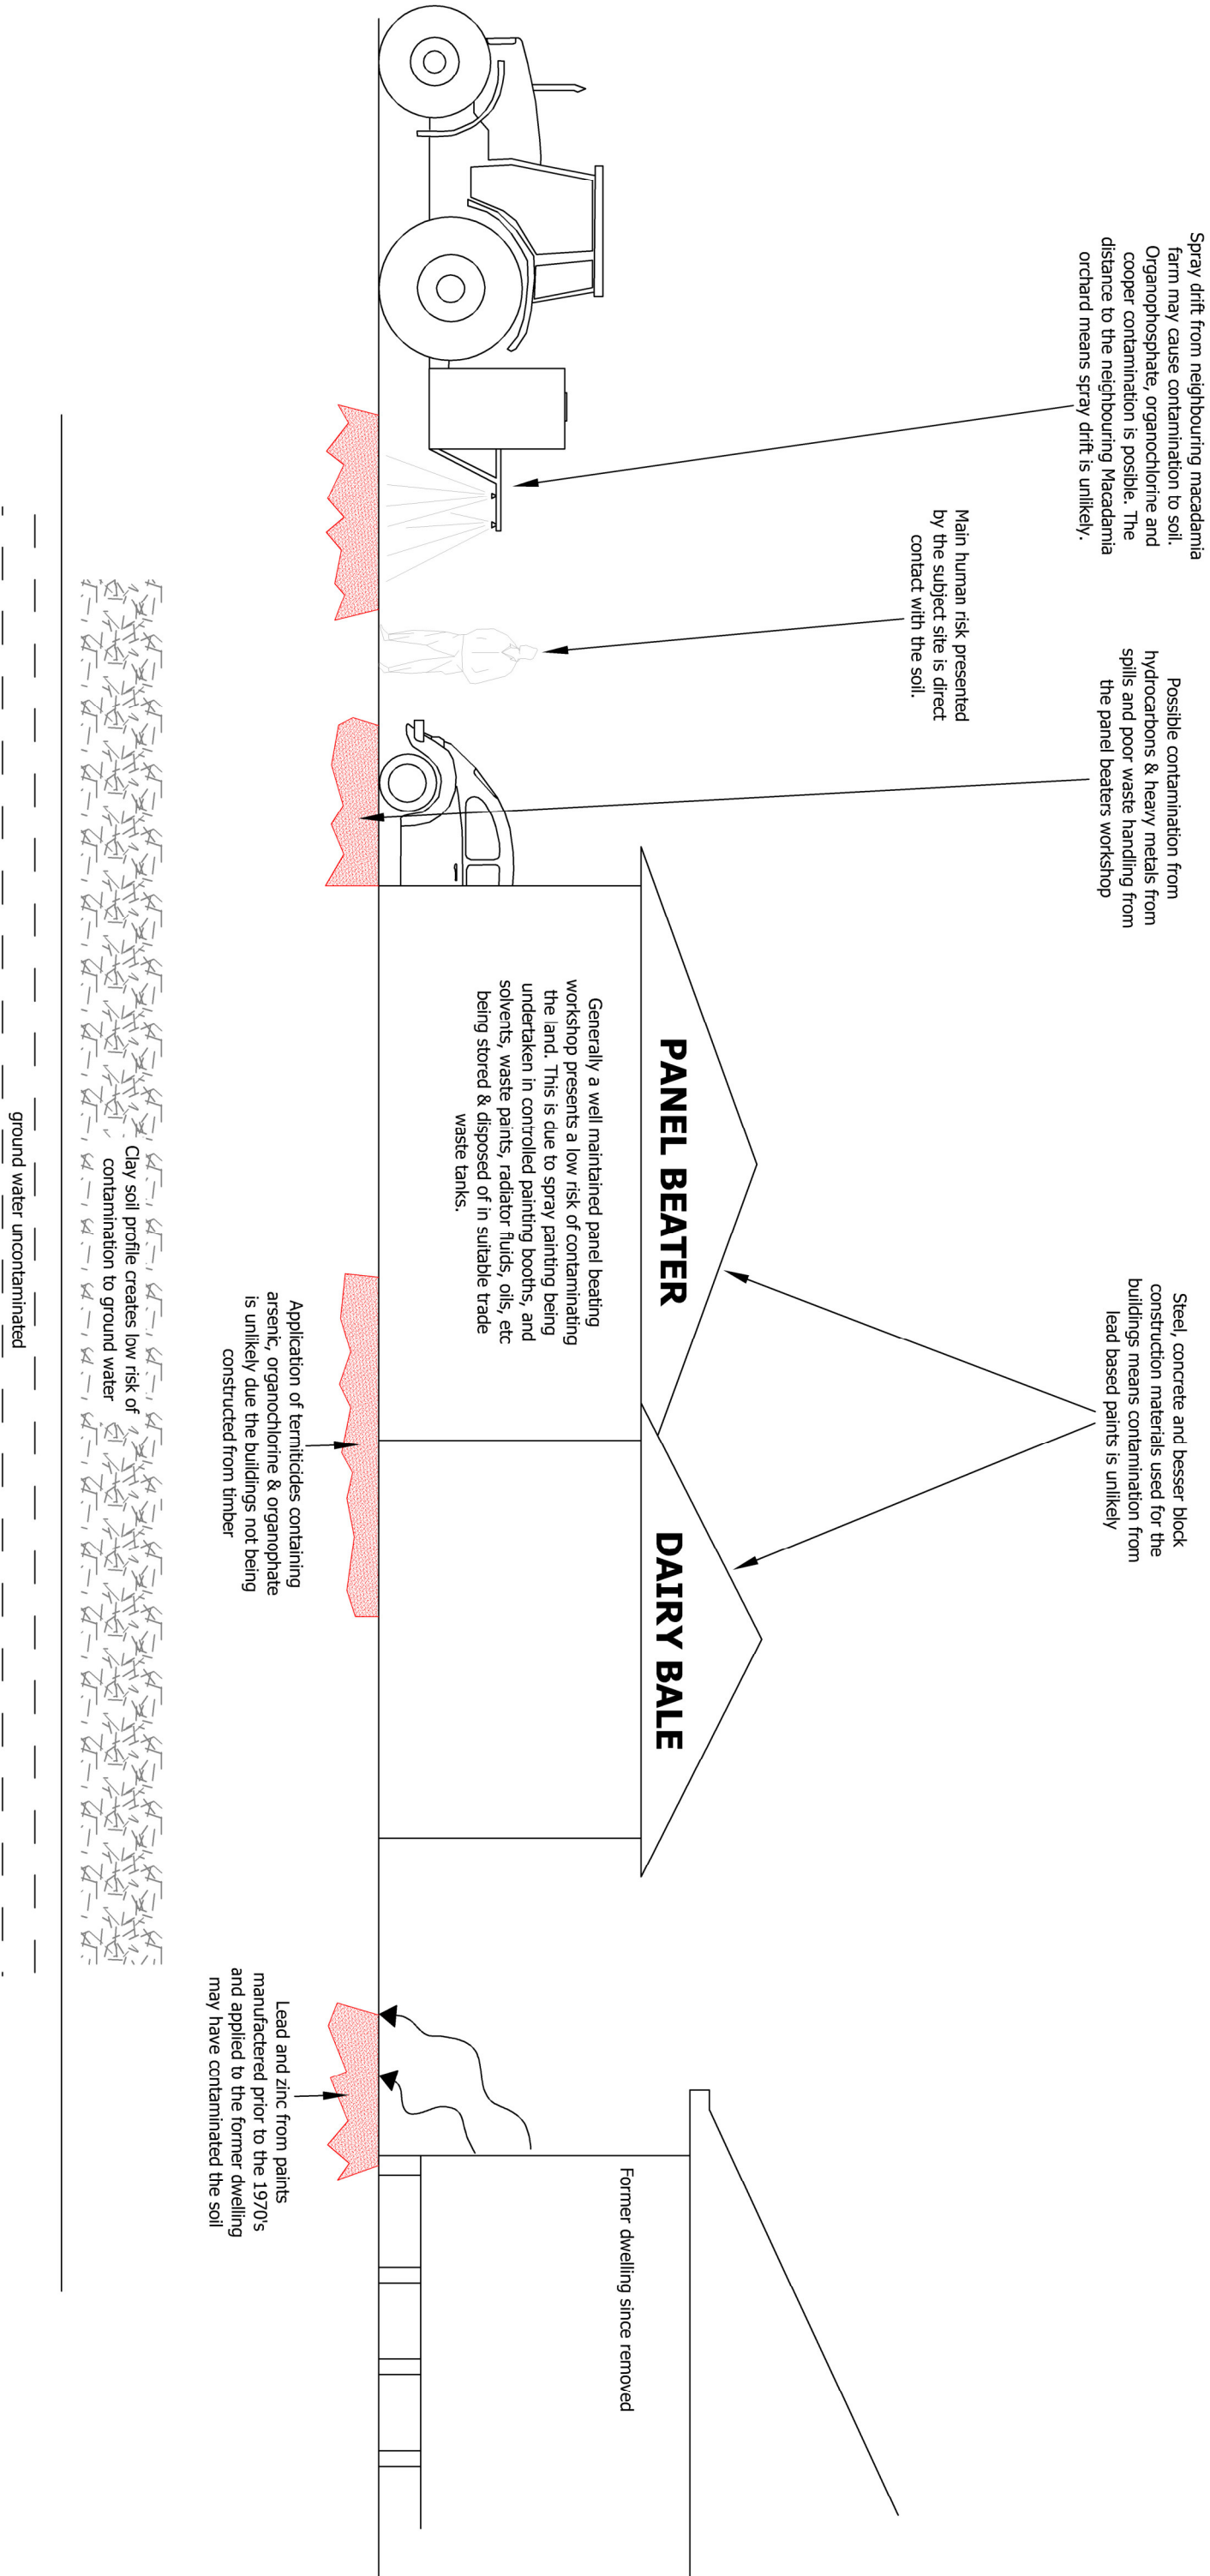 Spray drift from neighbouring macadamia
farm may cause contamination to soil.
Organophosphate, organochlorine and
cooper contamination is posible. The
distance to the neighbouring Macadamia
orchard means spray drift is unlikely.
Main human risk presented
by the subject site is direct
contact with the soil.
Possible contamination from
hydrocarbons & heavy metals from
spills and poor waste handling from
the panel beaters workshop
Steel, concrete and besser block
construction materials used for the
buildings means contamination from
lead based paints is unlikely
PANEL BEATER
DAIRY BALE
Generally a well maintained panel beating
workshop presents a low risk of contaminating
the land. This is due to spray painting being
undertaken in controlled painting booths, and
solvents, waste paints, radiator fluids, oils, etc
being stored & disposed of in suitable trade
waste tanks.
Former dwelling since removed
Application of termiticides containing
arsenic, organochlorine & organophate
is unlikely due the buildings not being
constructed from timber
Lead and zinc from paints
manufactered prior to the 1970's
and applied to the former dwelling
may have contaminated the soil
Clay soil profile creates low risk of
contamination to ground water
ground water uncontaminated